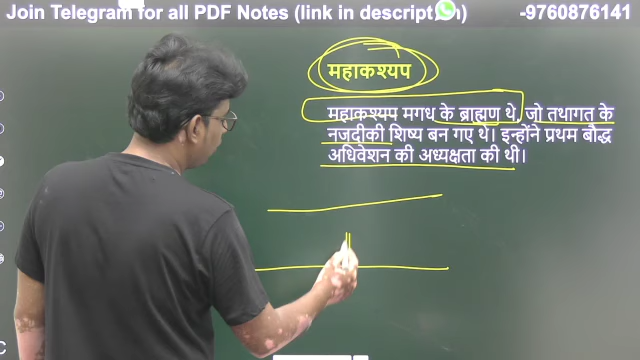 Join Telegram for all PDF Notes (link in description) -9760876141
महाकश्यप
महाकश्यप मगध के ब्राह्मण थे, जो तथागत के
नजदीकी शिष्य बन गए थे। इन्होंने प्रथम बौद्ध
अधिवेशन की अध्यक्षता की थी।